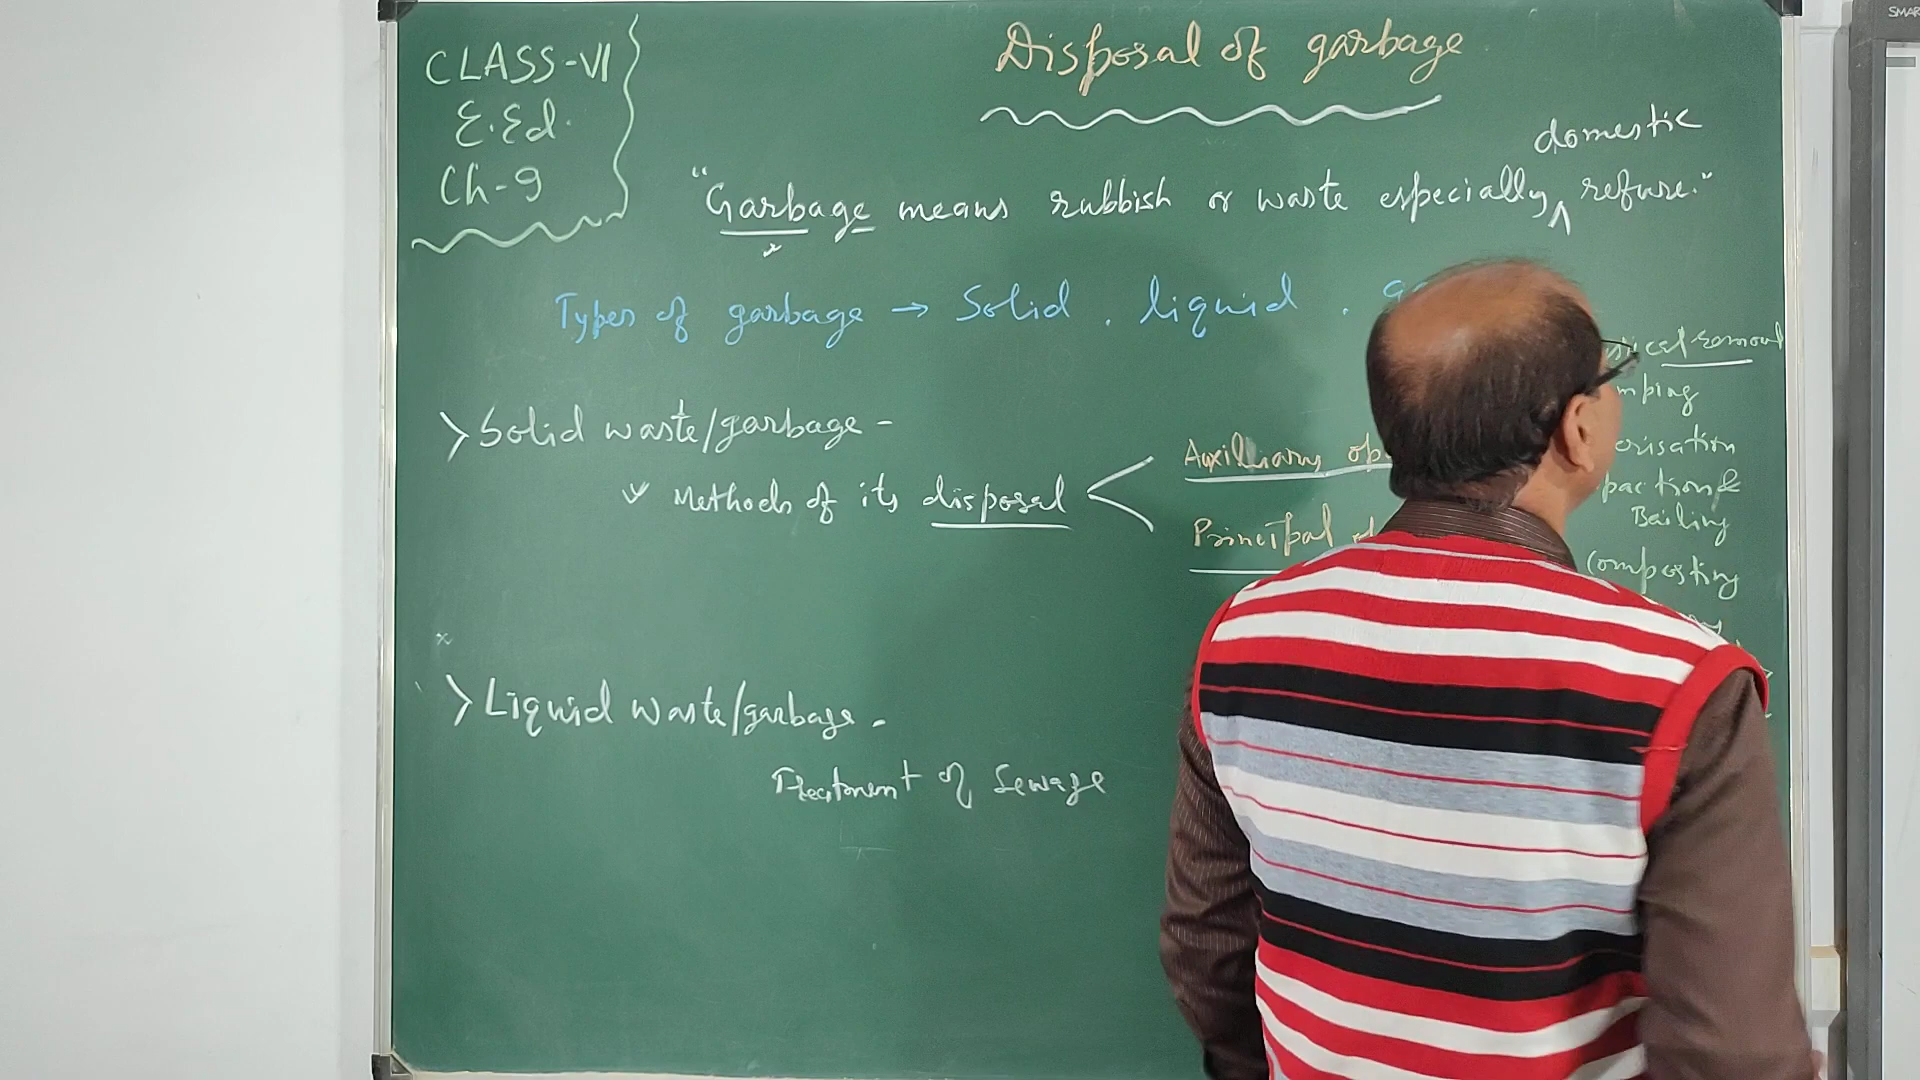 CLASS-VI
E.Ed.
Ch-9
Disposal of garbage
domestic
"Garbage means rubbish or waste especially ^ refuse."
Types of garbage → Solid, liquid,
removal
> Solid waste/garbage -
Methods of its disposal
Auxiliary
Principal
Bailing
Composting
> Liquid waste/garbage -
Treatment of Sewage
SMAR